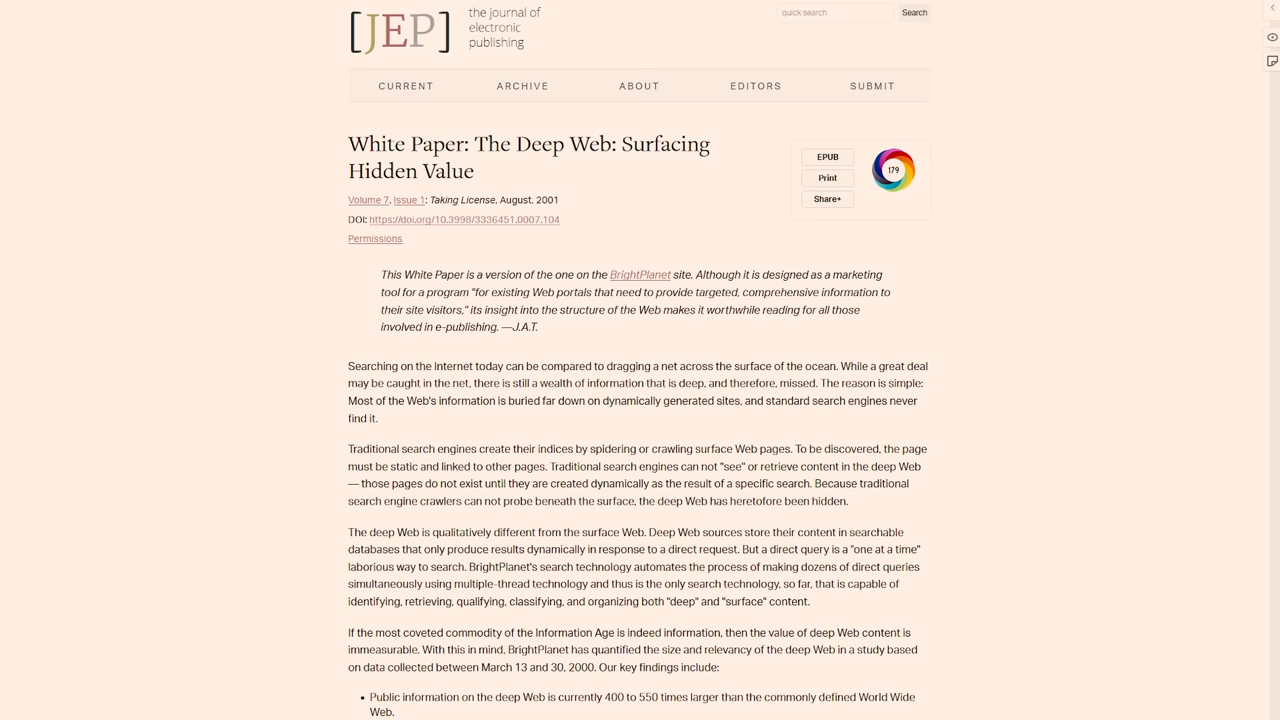 [JEP]
the journal of
electronic
publishing
quick search
Search
CURRENT
ARCHIVE
ABOUT
EDITORS
SUBMIT
White Paper: The Deep Web: Surfacing
Hidden Value
EPUB
Print
Share+
179
Volume 7, Issue 1: Taking License, August, 2001
DOI: https://doi.org/10.3998/3336451.0007.104
Permissions
This White Paper is a version of the one on the BrightPlanet site. Although it is designed as a marketing
tool for a program "for existing Web portals that need to provide targeted, comprehensive information to
their site visitors," its insight into the structure of the Web makes it worthwhile reading for all those
involved in e-publishing. —J.A.T.
Searching on the Internet today can be compared to dragging a net across the surface of the ocean. While a great deal
may be caught in the net, there is still a wealth of information that is deep, and therefore, missed. The reason is simple:
Most of the Web's information is buried far down on dynamically generated sites, and standard search engines never
find it.
Traditional search engines create their indices by spidering or crawling surface Web pages. To be discovered, the page
must be static and linked to other pages. Traditional search engines can not "see" or retrieve content in the deep Web
— those pages do not exist until they are created dynamically as the result of a specific search. Because traditional
search engine crawlers can not probe beneath the surface, the deep Web has heretofore been hidden.
The deep Web is qualitatively different from the surface Web. Deep Web sources store their content in searchable
databases that only produce results dynamically in response to a direct request. But a direct query is a "one at a time"
laborious way to search. BrightPlanet's search technology automates the process of making dozens of direct queries
simultaneously using multiple-thread technology and thus is the only search technology, so far, that is capable of
identifying, retrieving, qualifying, classifying, and organizing both "deep" and "surface" content.
If the most coveted commodity of the Information Age is indeed information, then the value of deep Web content is
immeasurable. With this in mind, BrightPlanet has quantified the size and relevancy of the deep Web in a study based
on data collected between March 13 and 30, 2000. Our key findings include:
• Public information on the deep Web is currently 400 to 550 times larger than the commonly defined World Wide
Web.